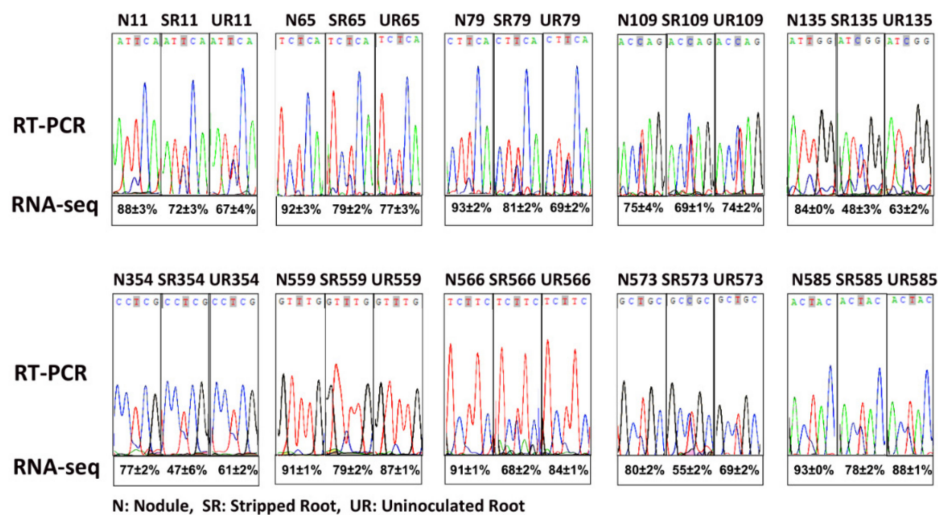 N11 SR11 UR11 N65 SR65 UR65 N79 SR79 UR79 N109 SR109 UR109 N135 SR135 UR135
ATTCA ATTCA ATTCA TCTCA TCTCA TCTCA CTTCA CTTCA CTTCA ACCAG ACCAG ACCAG ATTGG ATCGG ATCGG
RT-PCR
RNA-seq 88±3% 72±3% 67±4% 92±3% 79±2% 77±3% 93±2% 81±2% 69±2% 75±4% 69±1% 74±2% 84±0% 48±3% 63±2%
N354 SR354 UR354 N559 SR559 UR559 N566 SR566 UR566 N573 SR573 UR573 N585 SR585 UR585
CCTCG CCTCG CCTCG GTTTG GTTTG GTTTG TCTTC TCTTC TCTTC GCTGC GCCGC GCTGC ACTAC ACTAC ACTAC
RT-PCR
RNA-seq 77±2% 47±6% 61±2% 91±1% 79±2% 87±1% 91±1% 68±2% 84±1% 80±2% 55±2% 69±2% 93±0% 78±2% 88±1%
N: Nodule, SR: Stripped Root, UR: Uninoculated Root